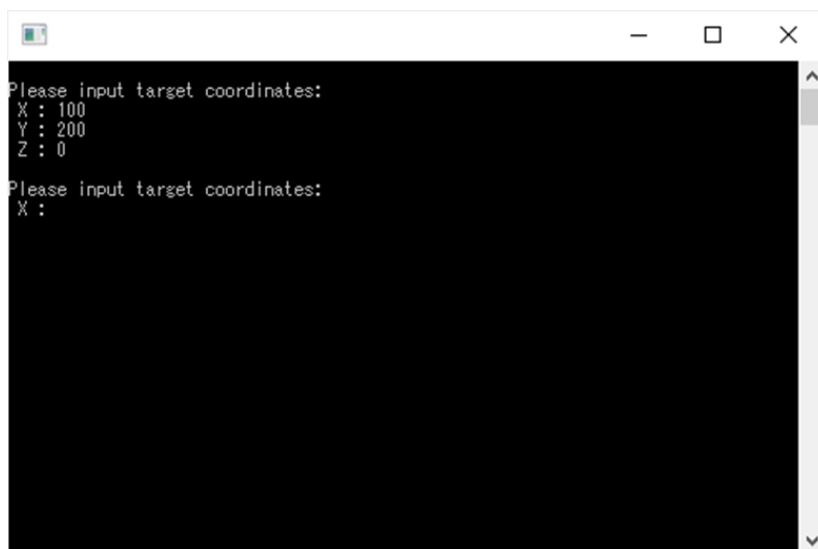 Please input target coordinates:
X : 100
Y : 200
Z : 0
Please input target coordinates:
X :